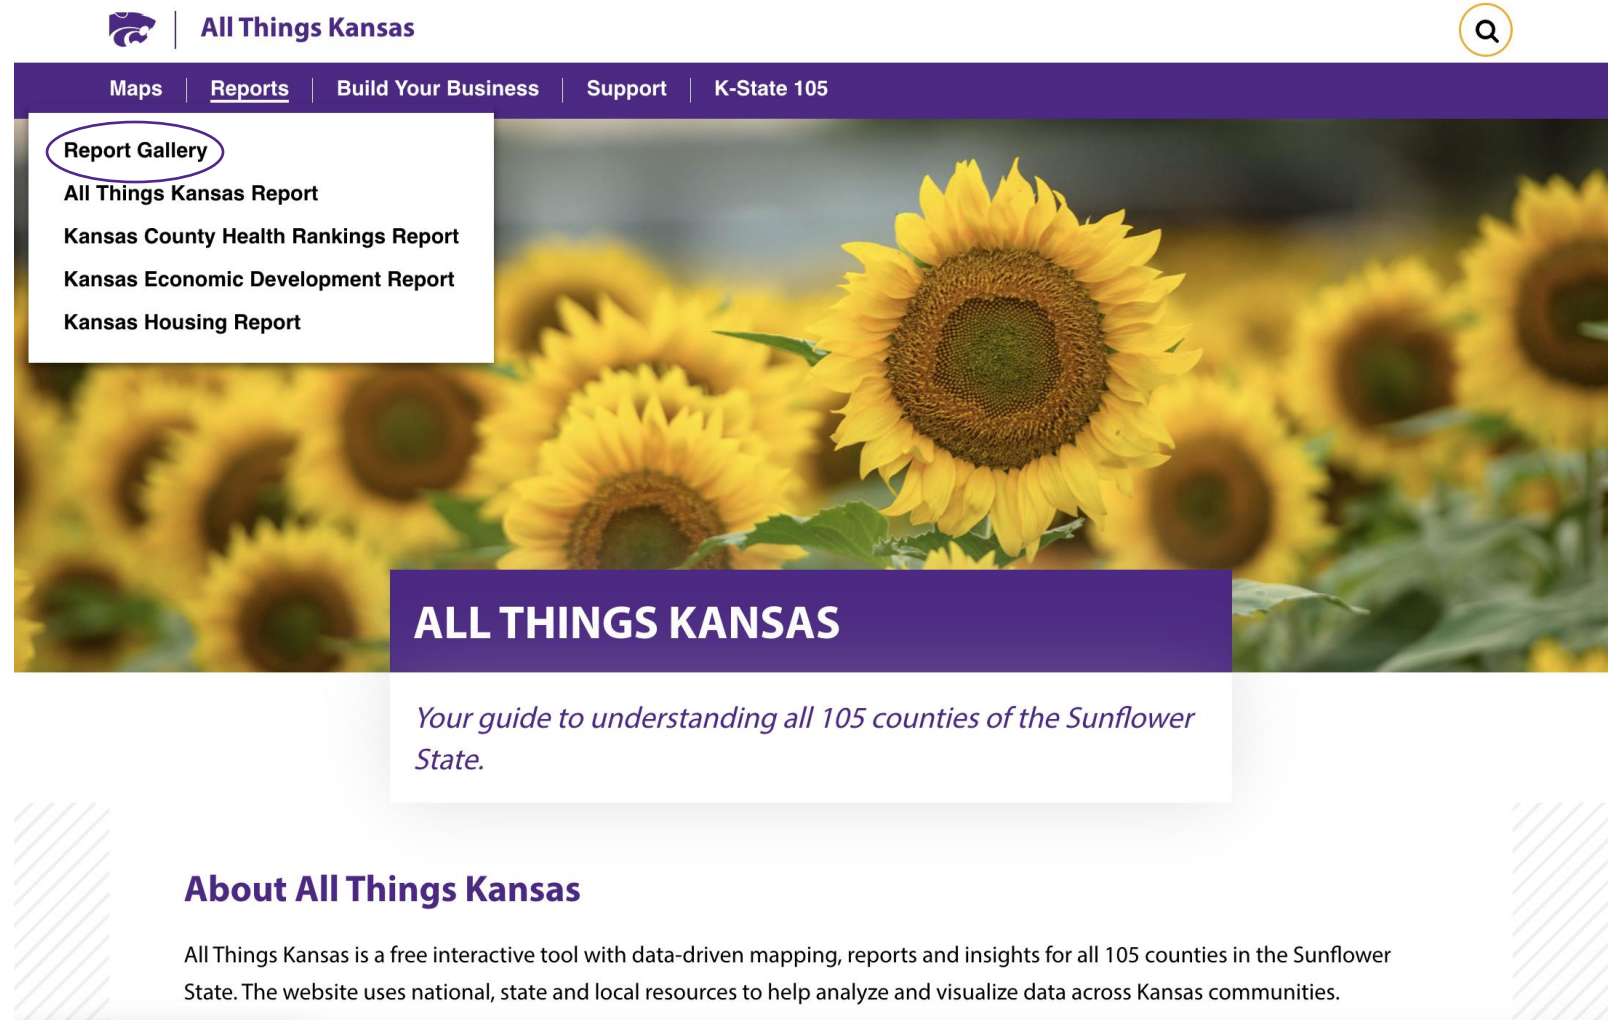 All Things Kansas
Maps
Reports
Build Your Business
Support
K-State 105
Report Gallery
All Things Kansas Report
Kansas County Health Rankings Report
Kansas Economic Development Report
Kansas Housing Report
ALL THINGS KANSAS
Your guide to understanding all 105 counties of the Sunflower
State.
About All Things Kansas
All Things Kansas is a free interactive tool with data-driven mapping, reports and insights for all 105 counties in the Sunflower
State. The website uses national, state and local resources to help analyze and visualize data across Kansas communities.